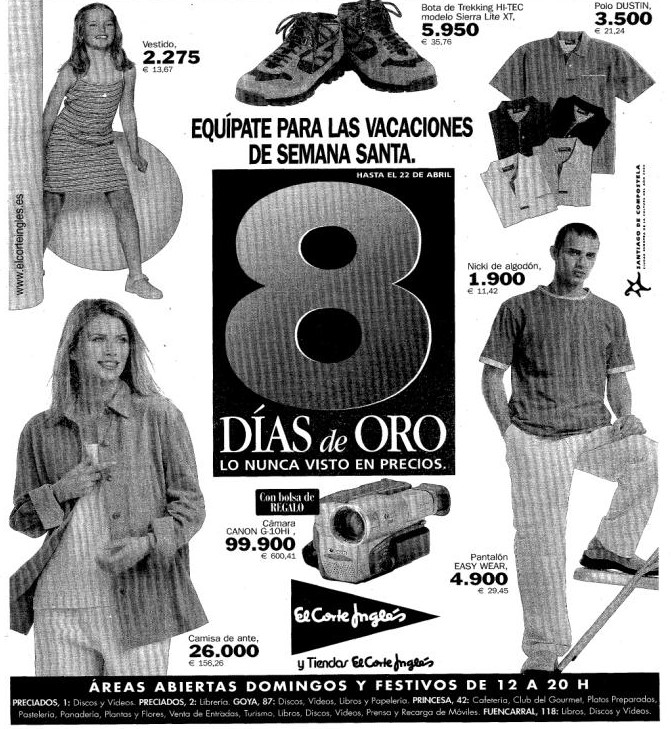 Vestido,
2.275
€ 13,67
Bota de Trekking HI-TEC
modelo Sierra Lite XT,
5.950
€ 35,76
Polo DUSTIN,
3.500
€ 21,24
EQUÍPATE PARA LAS VACACIONES
DE SEMANA SANTA.
HASTA EL 22 DE ABRIL
8
DÍAS de ORO
LO NUNCA VISTO EN PRECIOS.
www.elcorteingles.es
SANTIAGO DE COMPOSTELA
Nicki de algodón,
1.900
€ 11,42
Con bolsa de
REGALO
Cámara
CANON G-10HI,
99.900
€ 600,41
Pantalón
EASY WEAR,
4.900
€ 29,45
Camisa de ante,
26.000
€ 156,26
El Corte Inglés
y Tiendas El Corte Inglés
ÁREAS ABIERTAS DOMINGOS Y FESTIVOS DE 12 A 20 H
PRECIADOS, 1: Discos y Vídeos. PRECIADOS, 2: Librería. GOYA, 87: Discos, Vídeos, Libros y Papelería. PRINCESA, 42: Cafetería, Club del Gourmet, Platos Preparados,
Pastelería, Panadería, Plantas y Flores, Venta de Entradas, Turismo, Libros, Discos, Vídeos, Prensa y Recarga de Móviles. FUENCARRAL, 118: Libros, Discos y Vídeos.